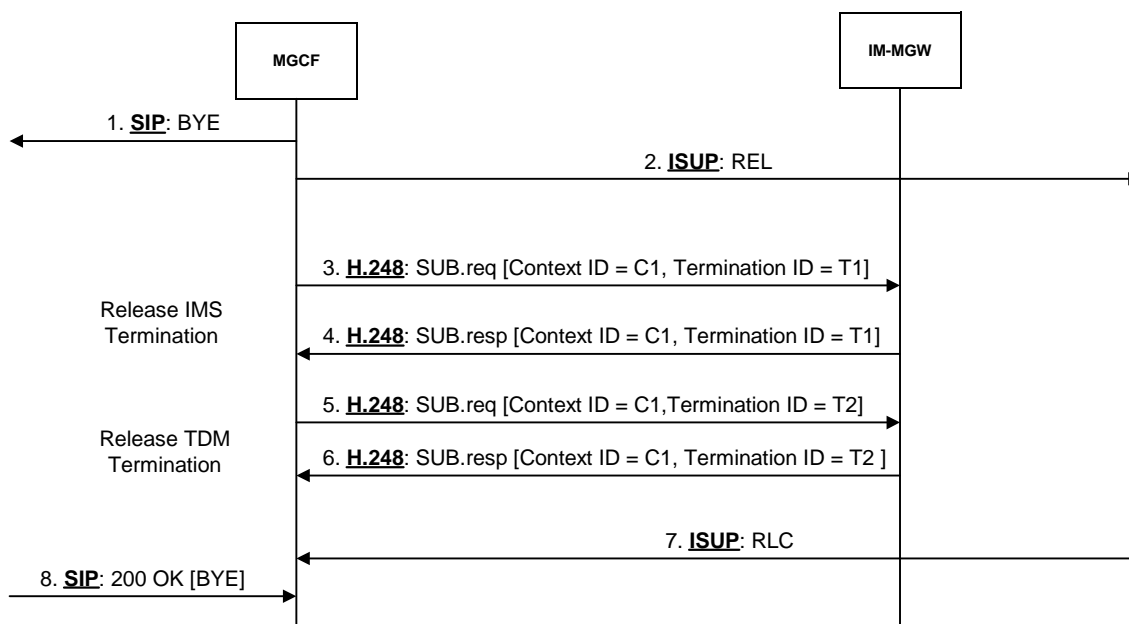 MGCF
IM-MGW
1. SIP: BYE
2. ISUP: REL
3. H.248: SUB.req [Context ID = C1, Termination ID = T1]
Release IMS
Termination
4. H.248: SUB.resp [Context ID = C1, Termination ID = T1]
5. H.248: SUB.req [Context ID = C1,Termination ID = T2]
Release TDM
Termination
6. H.248: SUB.resp [Context ID = C1, Termination ID = T2 ]
7. ISUP: RLC
8. SIP: 200 OK [BYE]